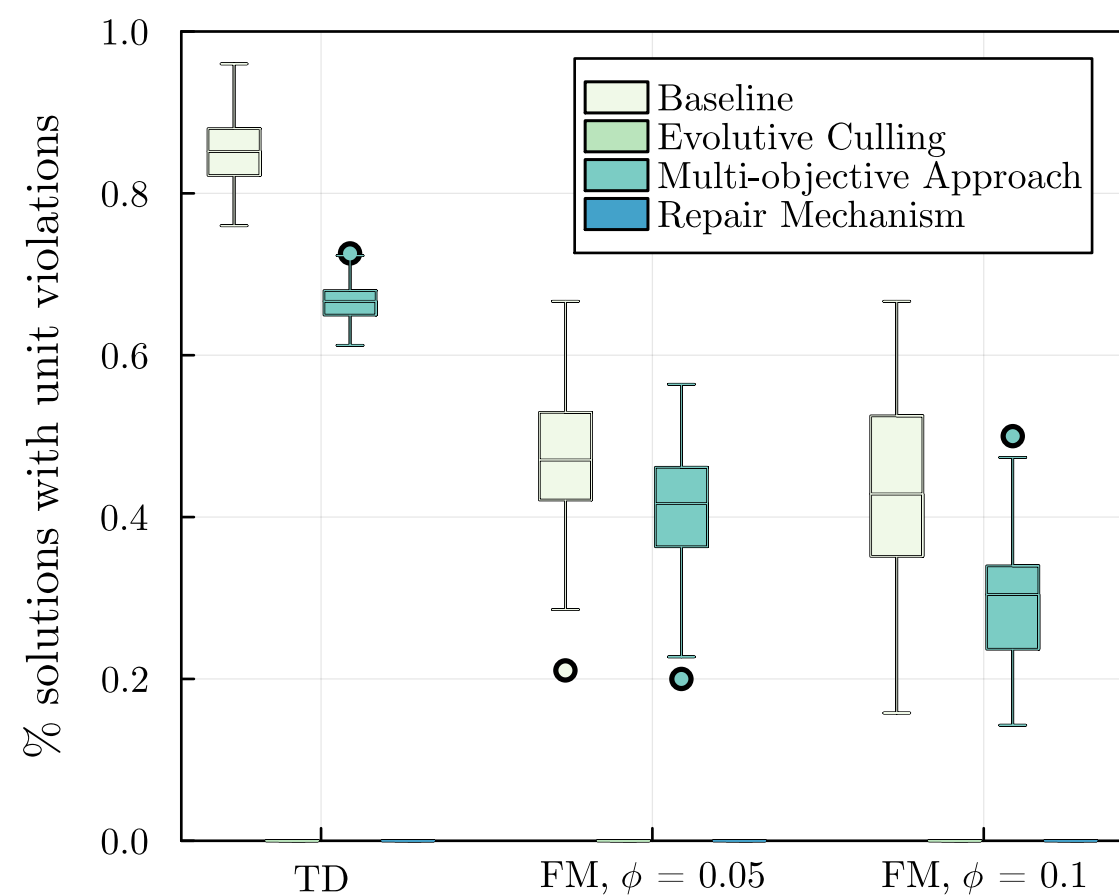 % solutions with unit violations
1.0
0.8
0.6
0.4
0.2
0.0
Baseline
Evolutive Culling
Multi-objective Approach
Repair Mechanism
TD
FM, ϕ = 0.05
FM, ϕ = 0.1